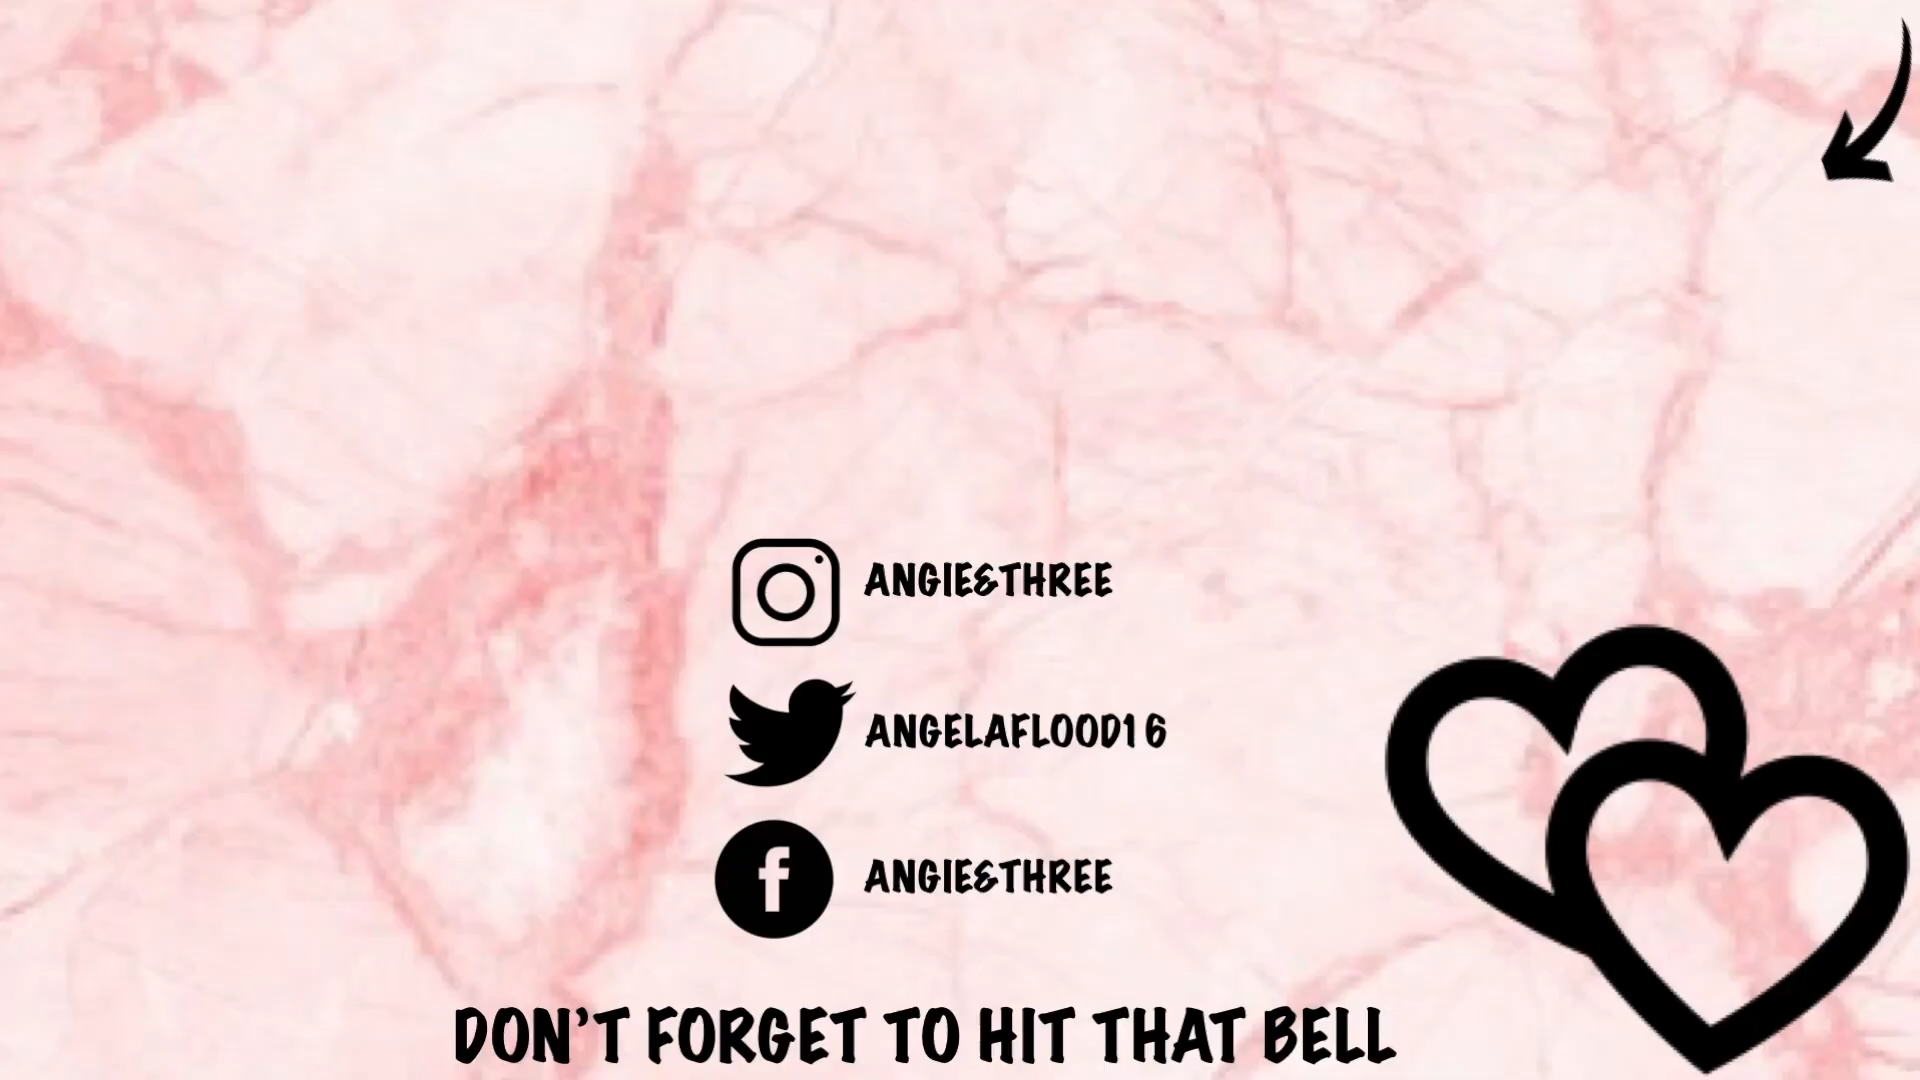 ANGIE&THREE
ANGELAFLOOD16
ANGIE&THREE
DON'T FORGET TO HIT THAT BELL